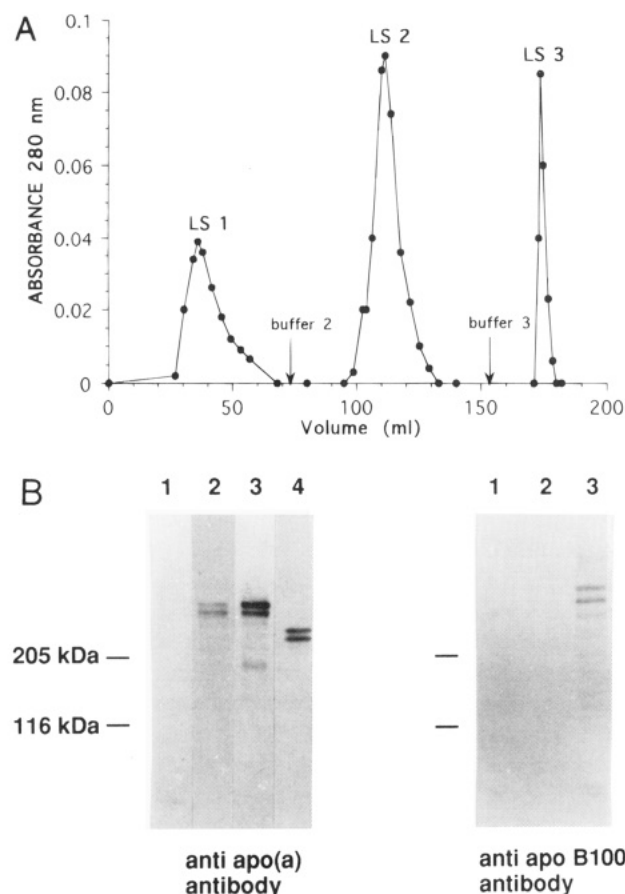 A
ABSORBANCE 280 nm
0.1
0.08
0.06
0.04
0.02
0
LS 1
LS 2
LS 3
buffer 2
buffer 3
0 50 100 150 200
Volume (ml)
B
1 2 3 4
1 2 3
205 kDa
116 kDa
anti apo(a)
antibody
anti apo B100
antibody